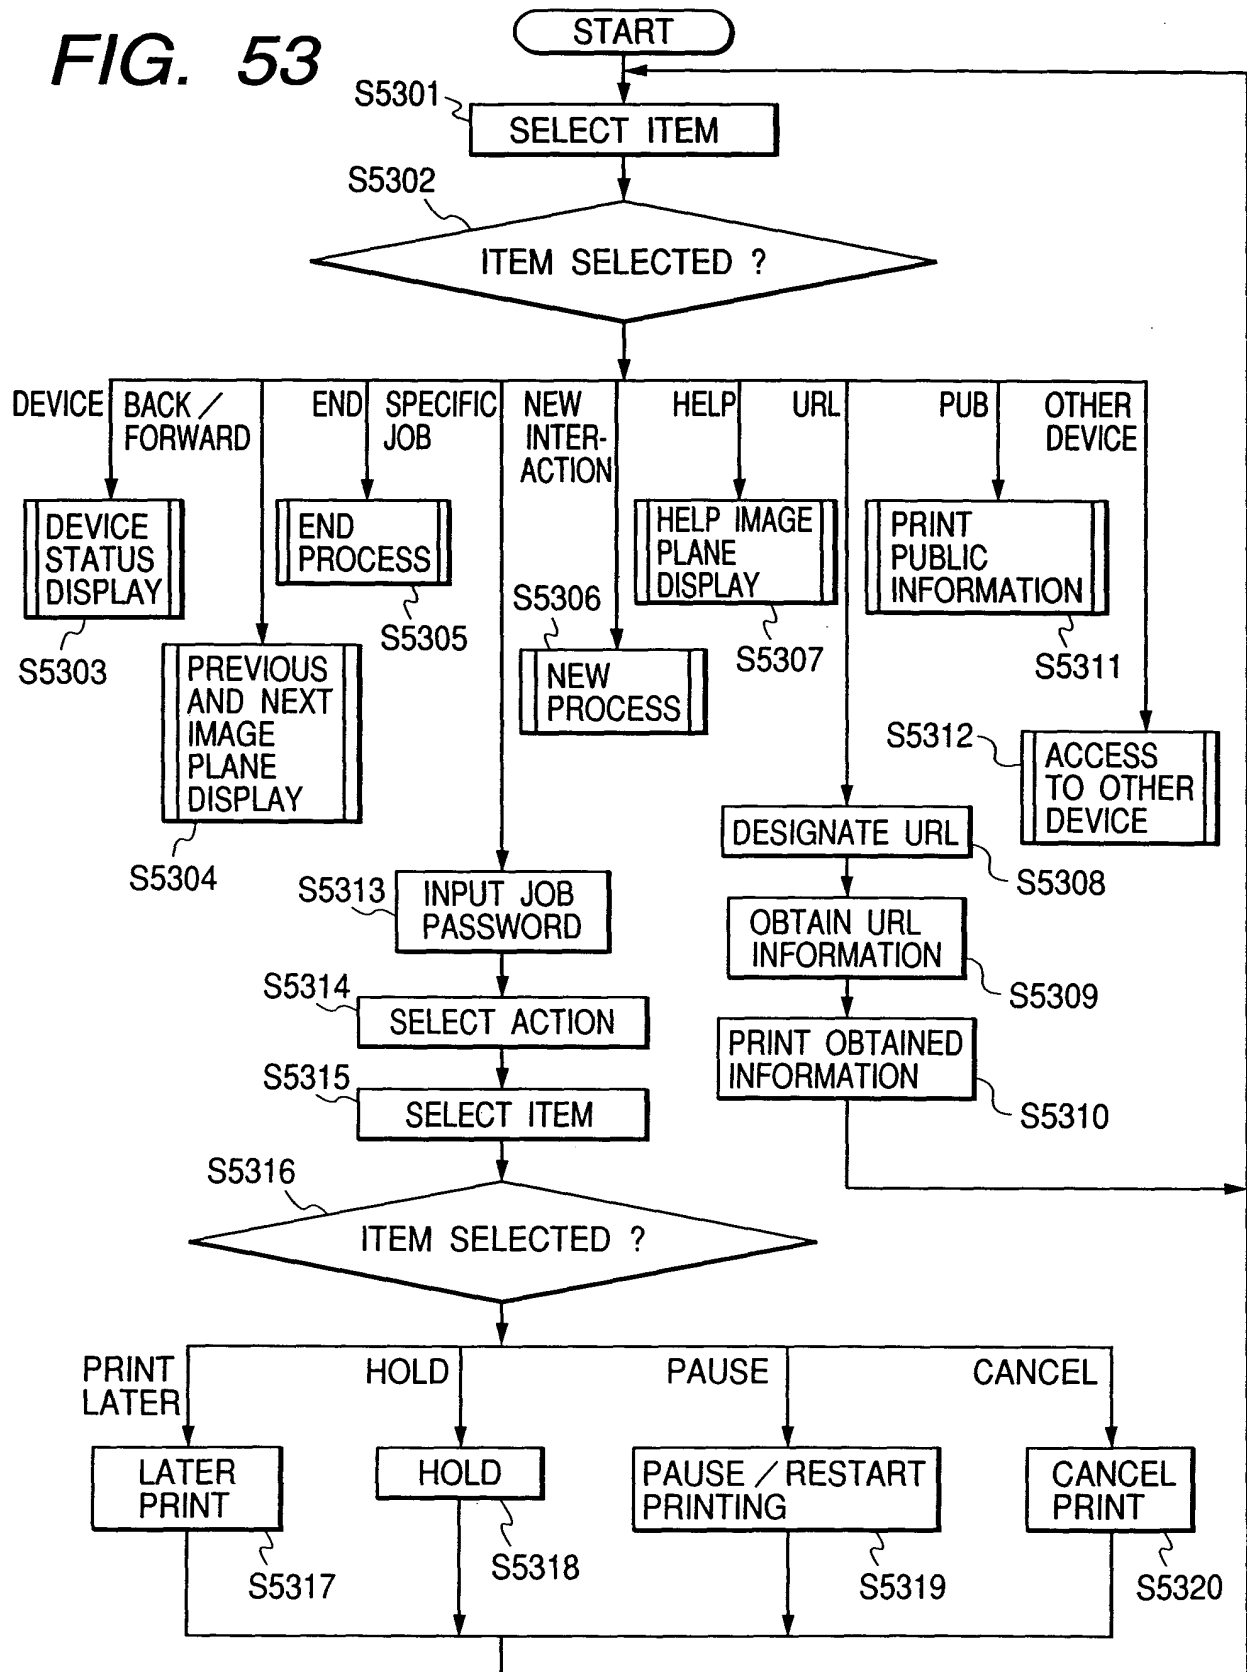 FIG. 53
START
S5301
SELECT ITEM
S5302
ITEM SELECTED ?
DEVICE
BACK /
FORWARD
END
SPECIFIC
JOB
NEW
INTER-
ACTION
HELP
URL
PUB
OTHER
DEVICE
DEVICE
STATUS
DISPLAY
S5303
PREVIOUS
AND NEXT
IMAGE
PLANE
DISPLAY
S5304
END
PROCESS
S5305
S5306
NEW
PROCESS
HELP IMAGE
PLANE
DISPLAY
S5307
PRINT
PUBLIC
INFORMATION
S5311
S5312
ACCESS
TO OTHER
DEVICE
DESIGNATE URL
S5308
OBTAIN URL
INFORMATION
S5309
PRINT OBTAINED
INFORMATION
S5310
S5313
INPUT JOB
PASSWORD
S5314
SELECT ACTION
S5315
SELECT ITEM
S5316
ITEM SELECTED ?
PRINT
LATER
HOLD
PAUSE
CANCEL
LATER
PRINT
S5317
HOLD
S5318
PAUSE / RESTART
PRINTING
S5319
CANCEL
PRINT
S5320